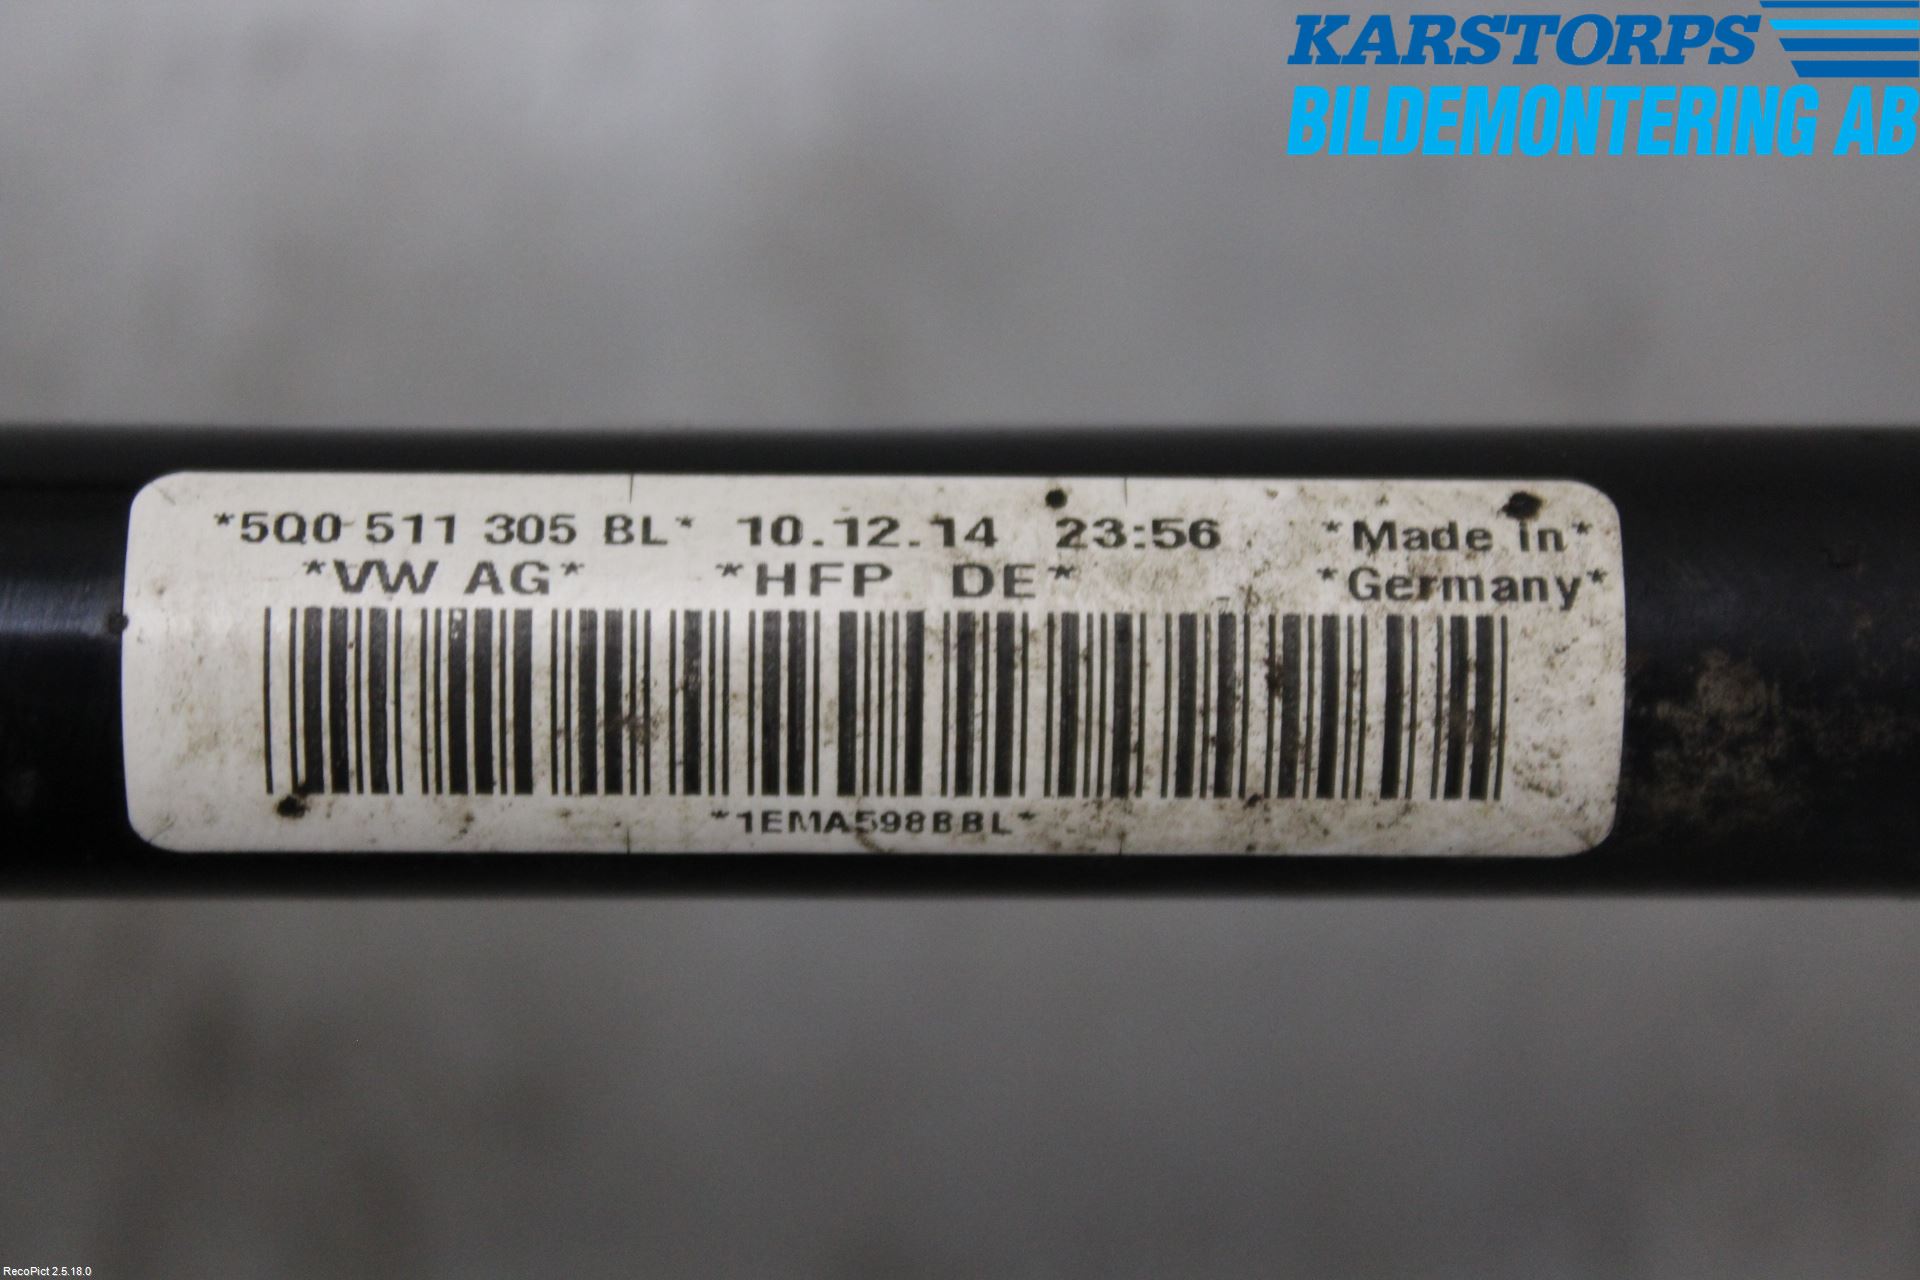 KARSTORPS
BILDEMONTERING AB
*5Q0 511 305 BL* 10.12.14 23:56 *Made in*
*VW AG* *HFP DE* *Germany*
*1EMA598BBL*
RecoPict 2.5.18.0